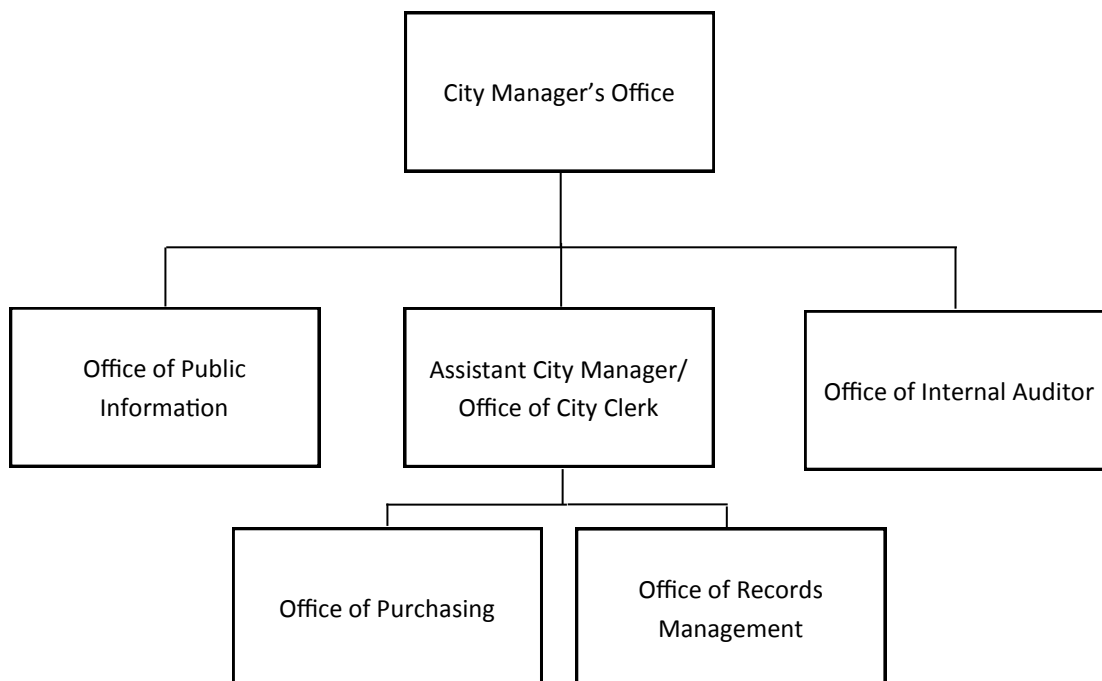 City Manager’s Office
Office of Public
Information
Assistant City Manager/
Office of City Clerk
Office of Internal Auditor
Office of Purchasing
Office of Records
Management